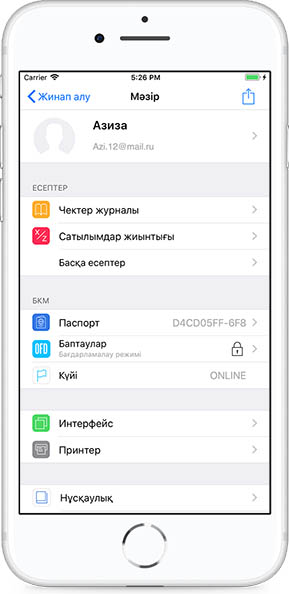 Carrier 5:26 PM
Жинап алу Мәзір
Азиза
Azi.12@mail.ru
ЕСЕПТЕР
Чектер журналы
X/Z Сатылымдар жиынтығы
Басқа есептер
БКМ
Паспорт D4CD05FF-6F8
OFD Баптаулар
Бағдарламалау режимі
Күйі ONLINE
Интерфейс
Принтер
Нұсқаулық